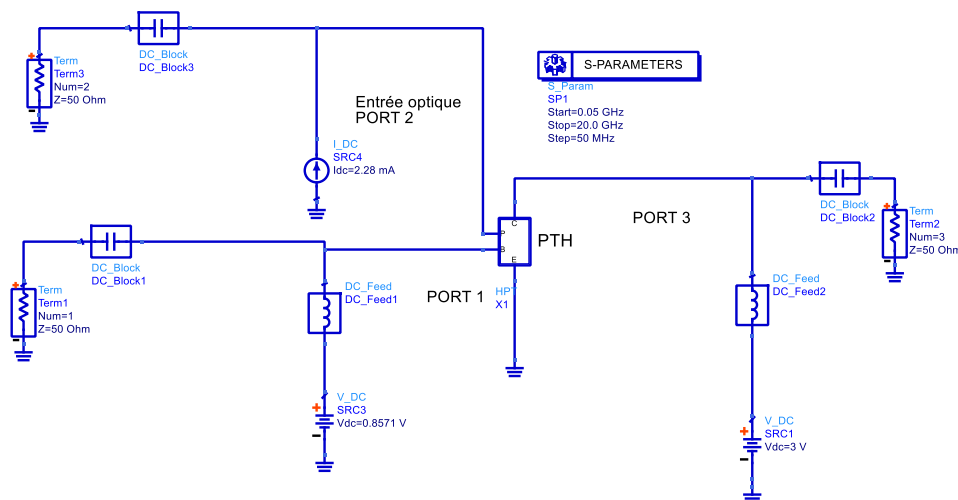 DC_Block
DC_Block3
Term
Term3
Num=2
Z=50 Ohm
Entrée optique
PORT 2
I_DC
SRC4
Idc=2.28 mA
S-PARAMETERS
S_Param
SP1
Start=0.05 GHz
Stop=20.0 GHz
Step=50 MHz
DC_Block
DC_Block2
PORT 3
Term
Term2
Num=3
Z=50 Ohm
C
P
B
E
PTH
HPT
X1
DC_Block
DC_Block1
Term
Term1
Num=1
Z=50 Ohm
DC_Feed
DC_Feed1
PORT 1
DC_Feed
DC_Feed2
V_DC
SRC3
Vdc=0.8571 V
V_DC
SRC1
Vdc=3 V